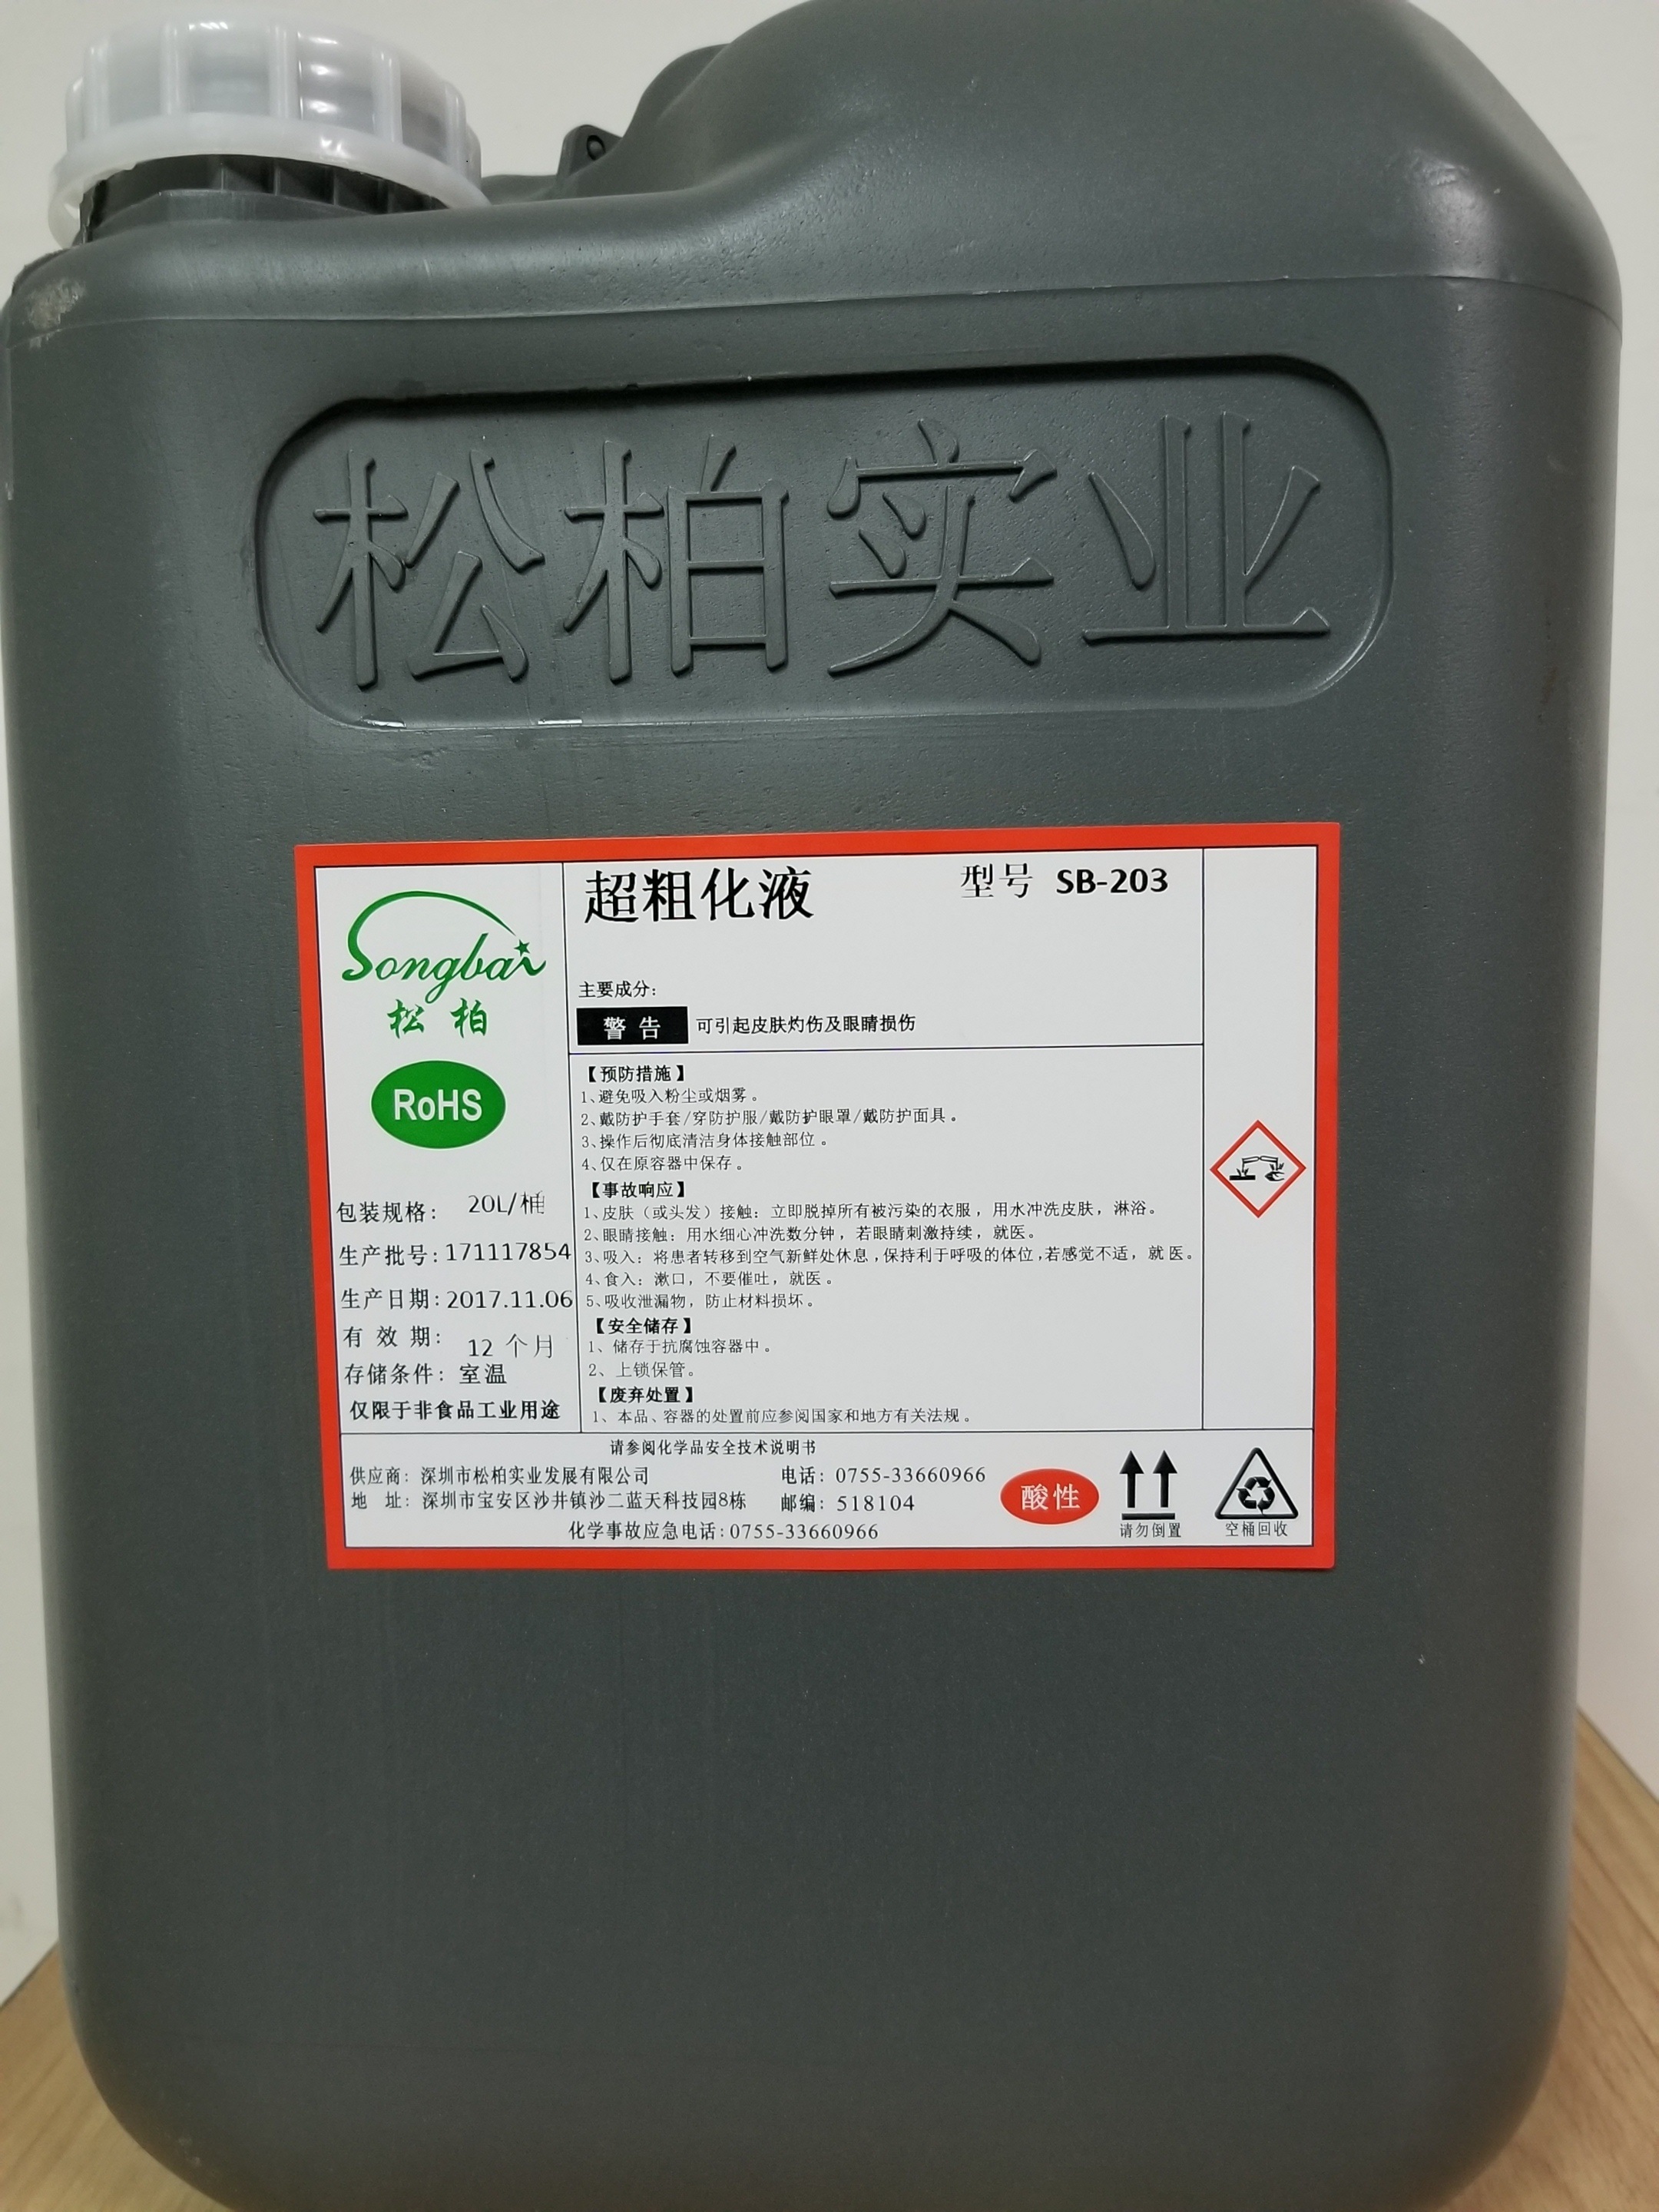 松柏实业
Songbai
松柏
RoHS
包装规格： 20L/桶
生产批号：171117854
生产日期：2017.11.06
有 效 期： 12 个月
存储条件：室温
仅限于非食品工业用途
超粗化液 型号 SB-203
主要成分：
警告 可引起皮肤灼伤及眼睛损伤
【预防措施】
1、避免吸入粉尘或烟雾。
2、戴防护手套/穿防护服/戴防护眼罩/戴防护面具。
3、操作后彻底清洁身体接触部位。
4、仅在原容器中保存。
【事故响应】
1、皮肤（或头发）接触：立即脱掉所有被污染的衣服，用水冲洗皮肤，淋浴。
2、眼睛接触：用水细心冲洗数分钟，若眼睛刺激持续，就医。
3、吸入：将患者转移到空气新鲜处休息,保持利于呼吸的体位,若感觉不适，就医。
4、食入：漱口，不要催吐，就医。
5、吸收泄漏物，防止材料损坏。
【安全储存】
1、储存于抗腐蚀容器中。
2、上锁保管。
【废弃处置】
1、本品、容器的处置前应参阅国家和地方有关法规。
请参阅化学品安全技术说明书
供应商：深圳市松柏实业发展有限公司 电话：0755-33660966
地 址：深圳市宝安区沙井镇沙二蓝天科技园8栋 邮编：518104
化学事故应急电话：0755-33660966
酸性
请勿倒置
空桶回收